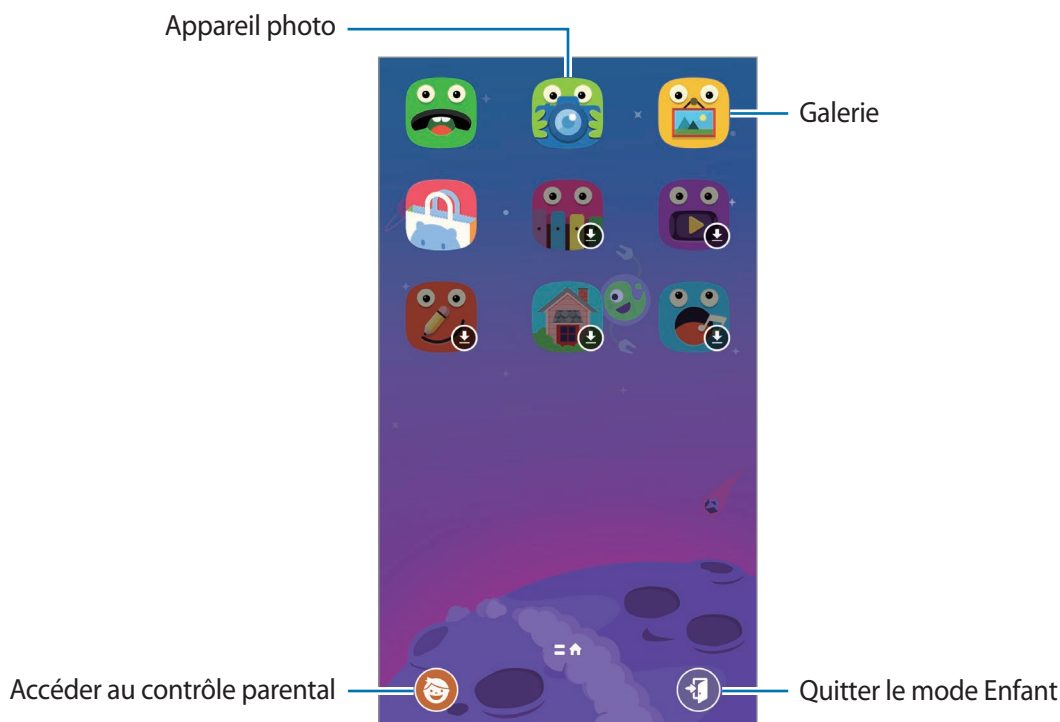 Appareil photo
Galerie
Accéder au contrôle parental
Quitter le mode Enfant